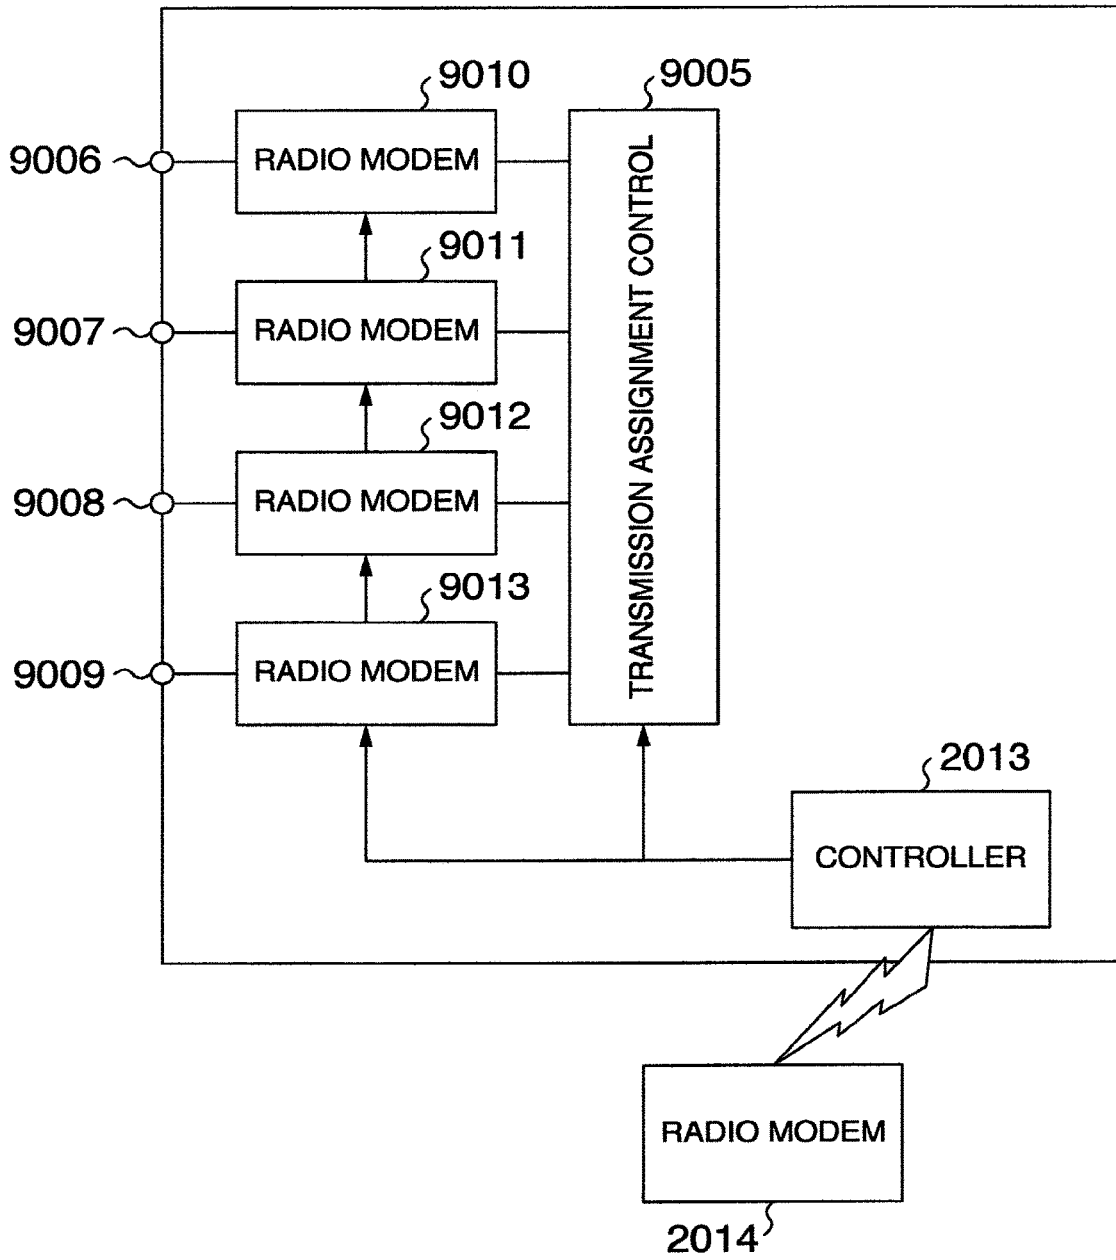 9010
9005
9006
RADIO MODEM
TRANSMISSION ASSIGNMENT CONTROL
9011
9007
RADIO MODEM
9012
9008
RADIO MODEM
9013
9009
RADIO MODEM
2013
CONTROLLER
RADIO MODEM
2014